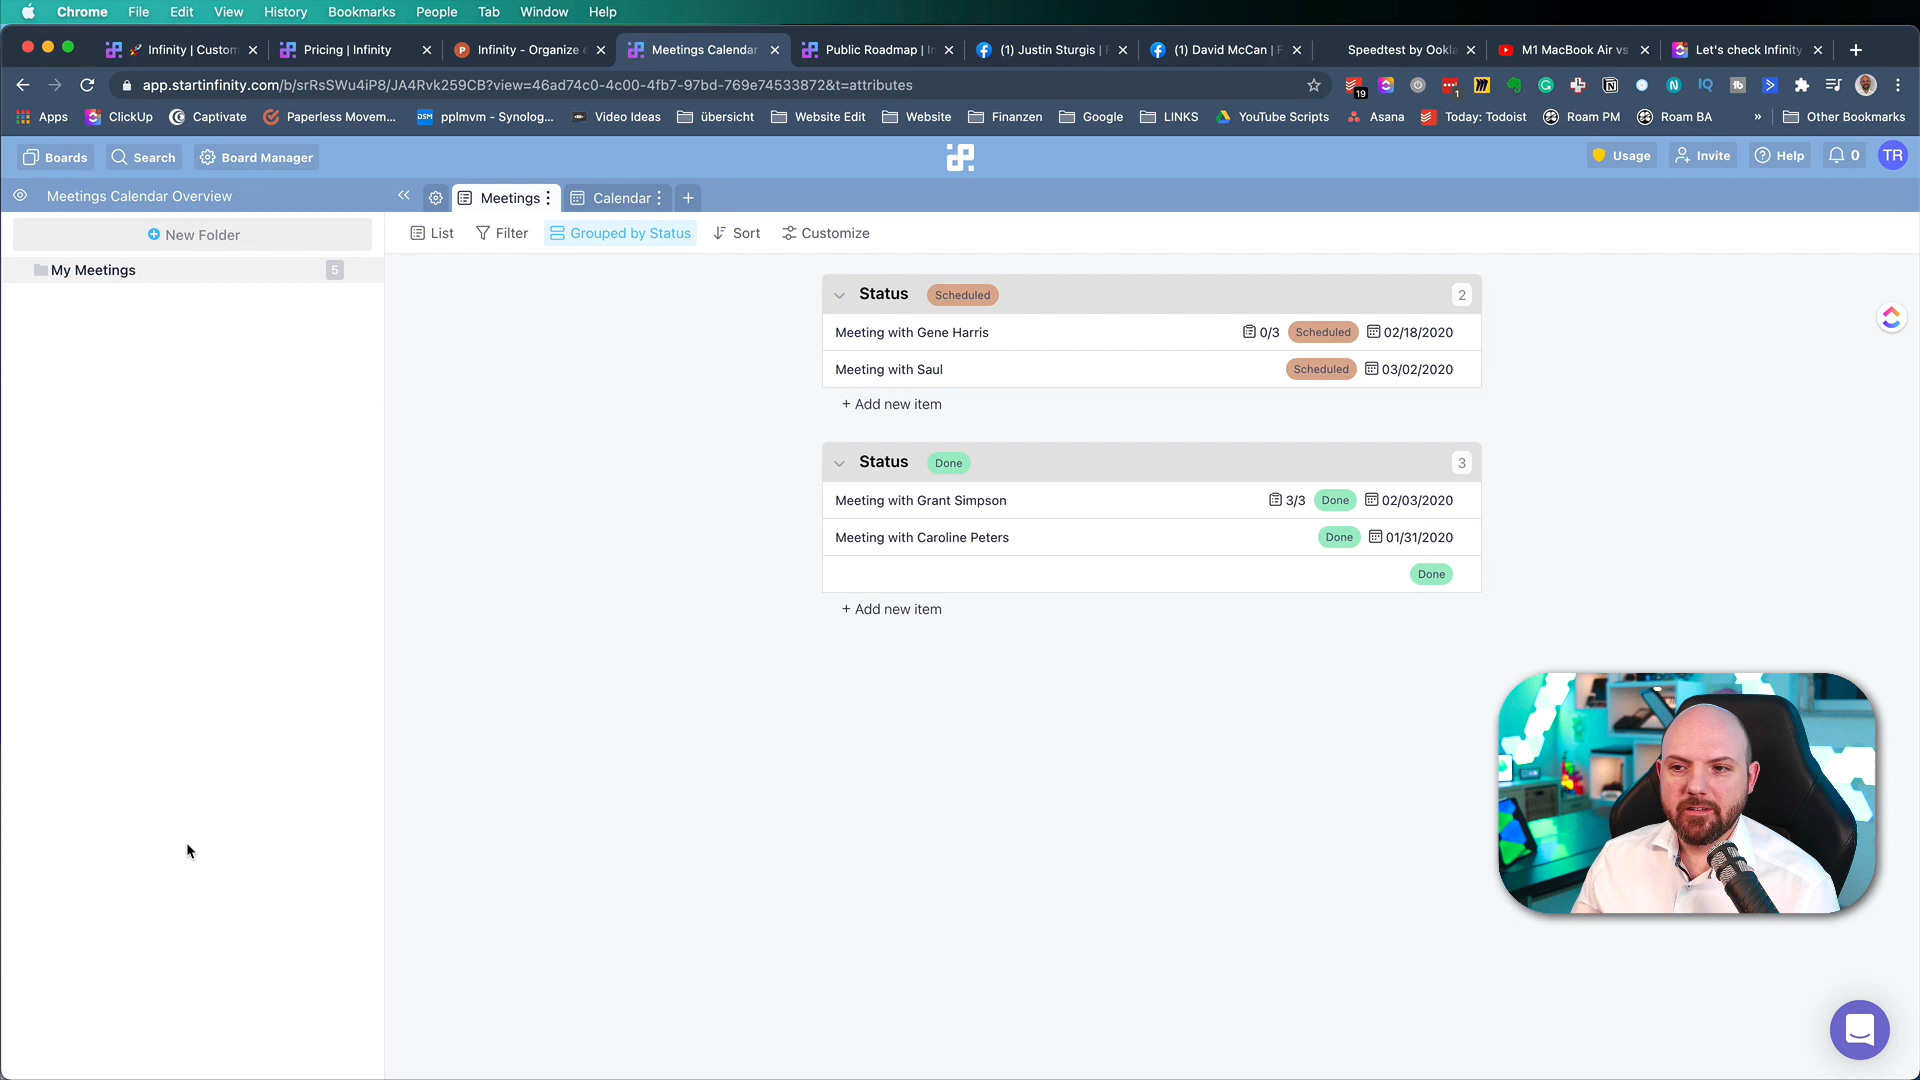 Chrome File Edit View History Bookmarks People Tab Window Help
Infinity | Custom Pricing | Infinity Infinity - Organize Meetings Calendar Public Roadmap | (1) Justin Sturgis | (1) David McCan | Speedtest by Ookla M1 MacBook Air vs Let's check Infinity
app.startinfinity.com/b/srRsSWu4iP8/JA4Rvk259CB?view=46ad74c0-4c00-4fb7-97bd-769e74533872&t=attributes
19 1
Apps ClickUp Captivate Paperless Movem... pplmvm - Synolog... Video Ideas übersicht Website Edit Website Finanzen Google LINKS YouTube Scripts Asana Today: Todoist Roam PM Roam BA » Other Bookmarks
Boards Search Board Manager Usage Invite Help 0 TR
Meetings Calendar Overview Meetings Calendar
New Folder List Filter Grouped by Status Sort Customize
My Meetings 5
Status Scheduled 2
Meeting with Gene Harris 0/3 Scheduled 02/18/2020
Meeting with Saul Scheduled 03/02/2020
+ Add new item
Status Done 3
Meeting with Grant Simpson 3/3 Done 02/03/2020
Meeting with Caroline Peters Done 01/31/2020
Done
+ Add new item